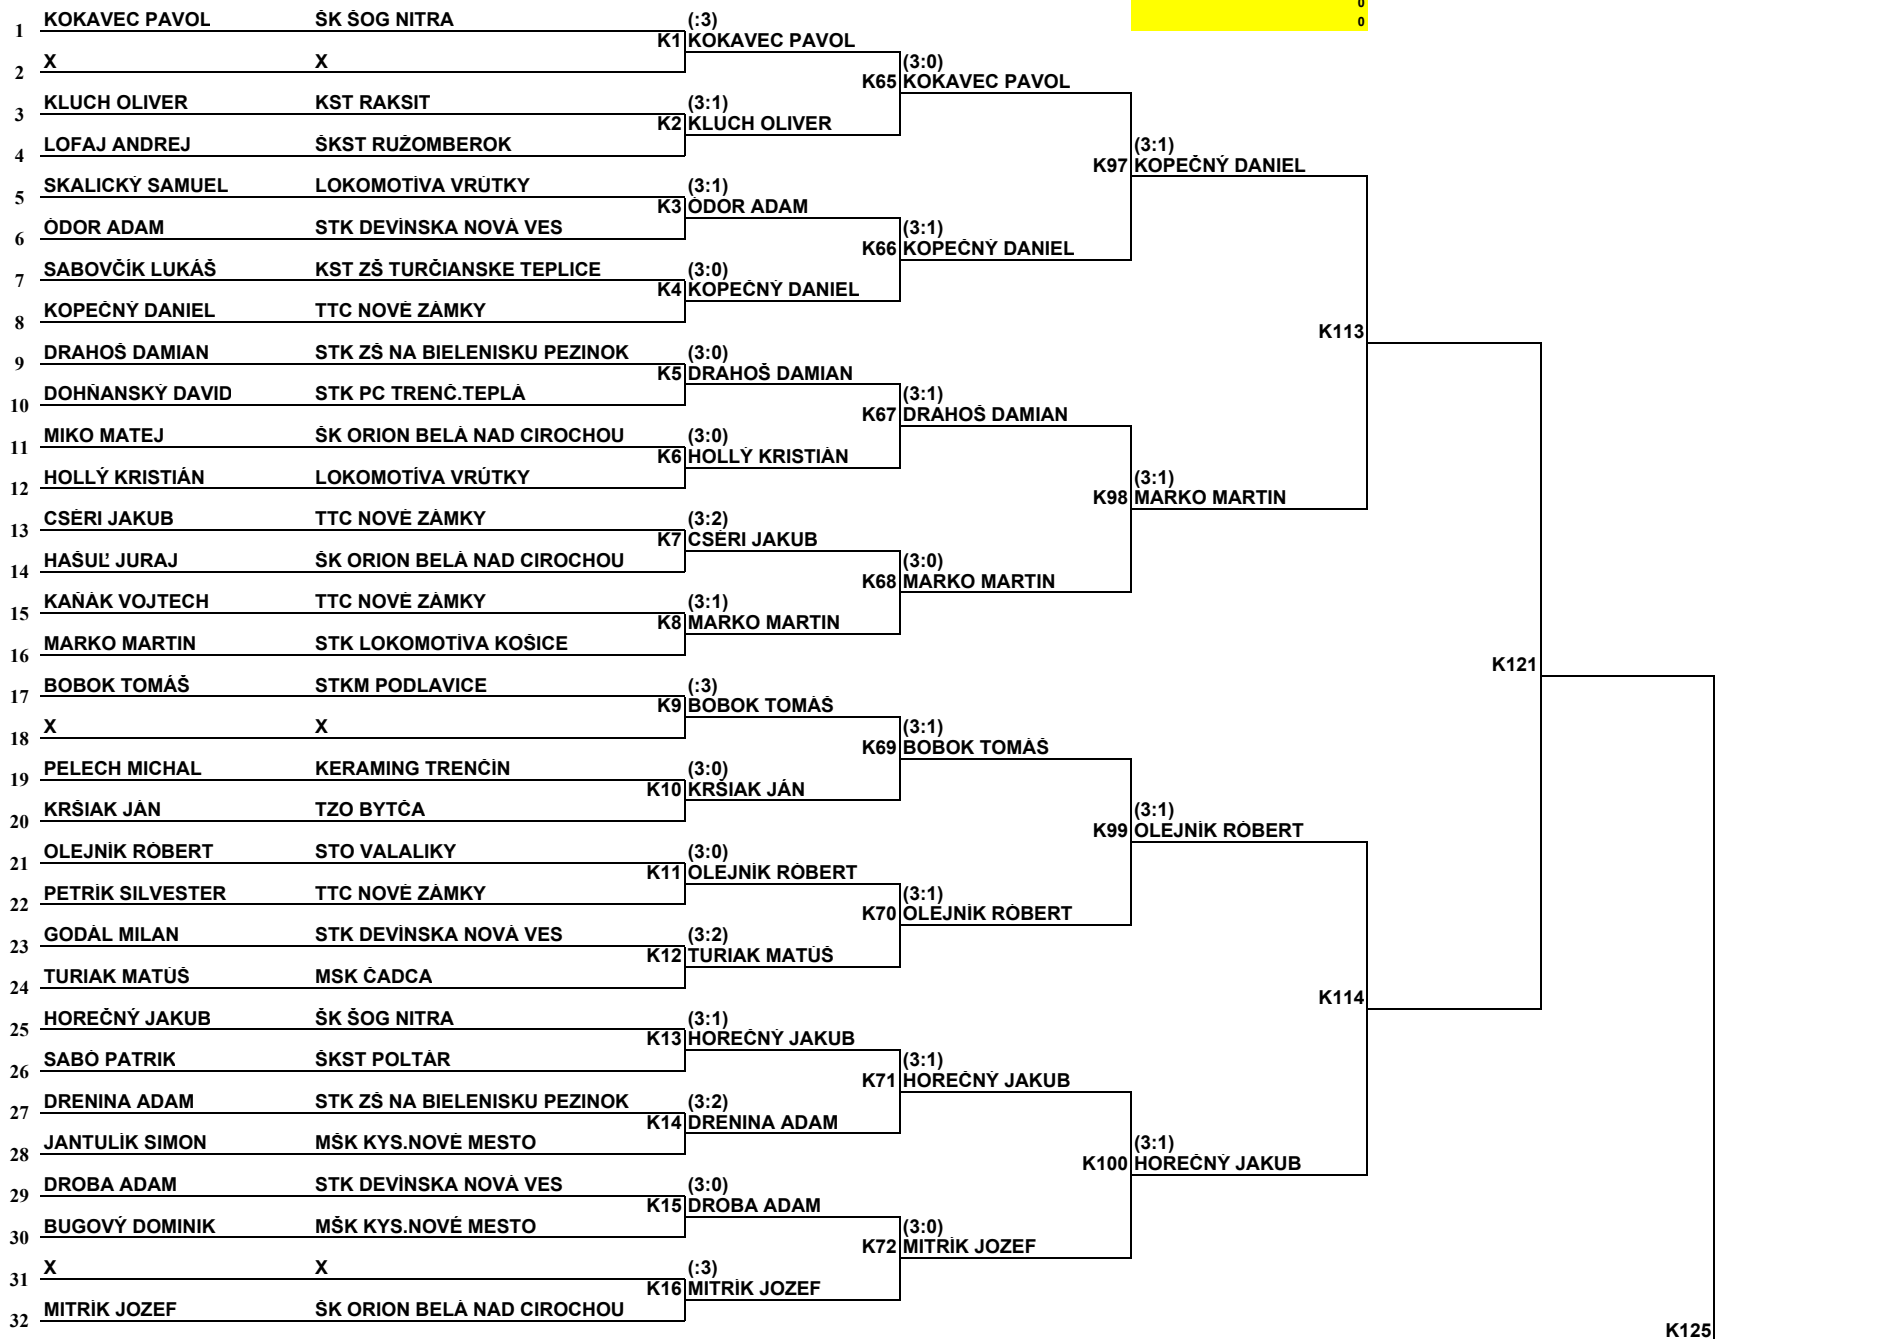 0
0
1 KOKAVEC PAVOL ŠK ŠOG NITRA (:3)
K1 KOKAVEC PAVOL
2 X X (3:0)
K65 KOKAVEC PAVOL
3 KLUCH OLIVER KST RAKSIT (3:1)
K2 KLUCH OLIVER
4 LOFAJ ANDREJ ŠKST RUŽOMBEROK (3:1)
K97 KOPEČNÝ DANIEL
5 SKALICKÝ SAMUEL LOKOMOTÍVA VRÚTKY (3:1)
K3 ÓDOR ADAM
6 ÓDOR ADAM STK DEVÍNSKA NOVÁ VES (3:1)
K66 KOPEČNÝ DANIEL
7 SABOVČÍK LUKÁŠ KST ZŠ TURČIANSKE TEPLICE (3:0)
K4 KOPEČNÝ DANIEL
8 KOPEČNÝ DANIEL TTC NOVÉ ZÁMKY
K113
9 DRAHOŠ DAMIAN STK ZŠ NA BIELENISKU PEZINOK (3:0)
K5 DRAHOŠ DAMIAN
10 DOHŇANSKÝ DAVID STK PC TRENČ.TEPLÁ (3:1)
K67 DRAHOŠ DAMIAN
11 MIKO MATEJ ŠK ORION BELÁ NAD CIROCHOU (3:0)
K6 HOLLÝ KRISTIÁN
12 HOLLÝ KRISTIÁN LOKOMOTÍVA VRÚTKY (3:1)
K98 MARKO MARTIN
13 CSÉRI JAKUB TTC NOVÉ ZÁMKY (3:2)
K7 CSÉRI JAKUB
14 HAŠUĽ JURAJ ŠK ORION BELÁ NAD CIROCHOU (3:0)
K68 MARKO MARTIN
15 KAŇÁK VOJTECH TTC NOVÉ ZÁMKY (3:1)
K8 MARKO MARTIN
16 MARKO MARTIN STK LOKOMOTÍVA KOŠICE
K121
17 BOBOK TOMÁŠ STKM PODLAVICE (:3)
K9 BOBOK TOMÁŠ
18 X X (3:1)
K69 BOBOK TOMÁŠ
19 PELECH MICHAL KERAMING TRENČÍN (3:0)
K10 KRŠIAK JÁN
20 KRŠIAK JÁN TZO BYTČA (3:1)
K99 OLEJNÍK RÓBERT
21 OLEJNÍK RÓBERT STO VALALIKY (3:0)
K11 OLEJNÍK RÓBERT
22 PETRÍK SILVESTER TTC NOVÉ ZÁMKY (3:1)
K70 OLEJNÍK RÓBERT
23 GODÁL MILAN STK DEVÍNSKA NOVÁ VES (3:2)
K12 TURIAK MATÚŠ
24 TURIAK MATÚŠ MSK ČADCA
K114
25 HOREČNÝ JAKUB ŠK ŠOG NITRA (3:1)
K13 HOREČNÝ JAKUB
26 SABÓ PATRIK ŠKST POLTÁR (3:1)
K71 HOREČNÝ JAKUB
27 DRENINA ADAM STK ZŠ NA BIELENISKU PEZINOK (3:2)
K14 DRENINA ADAM
28 JANTULÍK SIMON MŠK KYS.NOVÉ MESTO (3:1)
K100 HOREČNÝ JAKUB
29 DROBA ADAM STK DEVÍNSKA NOVÁ VES (3:0)
K15 DROBA ADAM
30 BUGOVÝ DOMINIK MŠK KYS.NOVÉ MESTO (3:0)
K72 MITRÍK JOZEF
31 X X (:3)
K16 MITRÍK JOZEF
32 MITRÍK JOZEF ŠK ORION BELÁ NAD CIROCHOU
K125